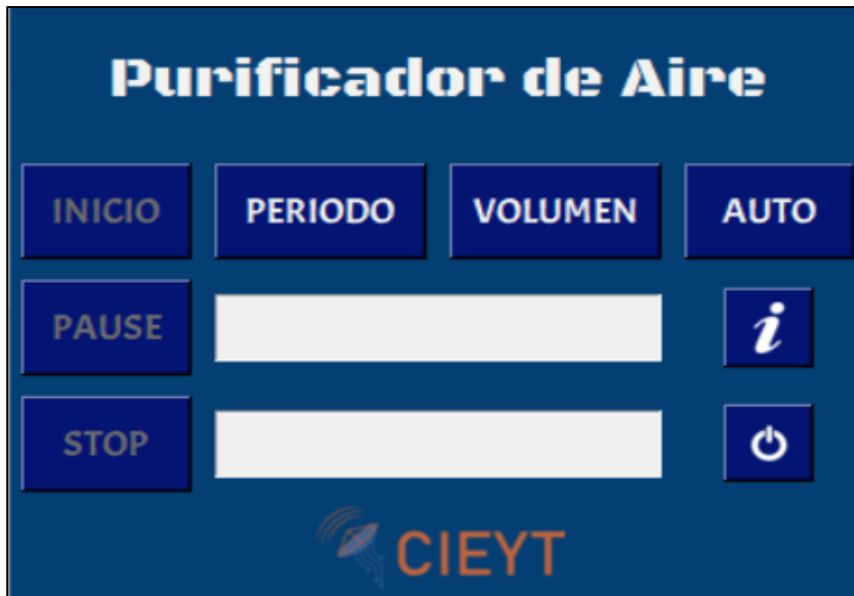 Purificador de Aire
INICIO PERIODO VOLUMEN AUTO
PAUSE i
STOP
CIEYT